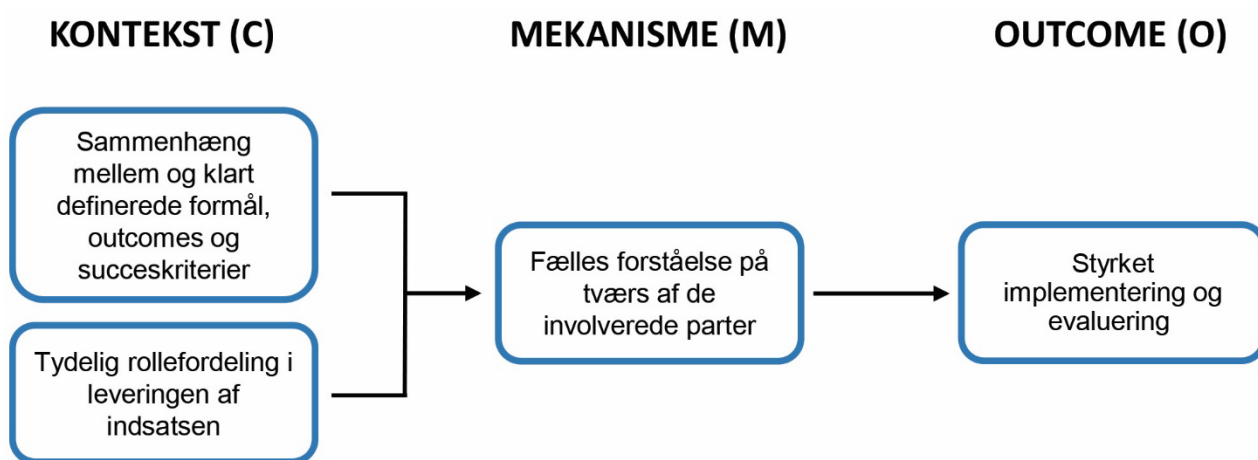 KONTEKST (C)
MEKANISME (M)
OUTCOME (O)
Sammenhæng
mellem og klart
definerede formål,
outcomes og
succeskriterier
Tydelig rollefordeling i
leveringen af
indsatsen
Fælles forståelse på
tværs af de
involverede parter
Styrket
implementering og
evaluering